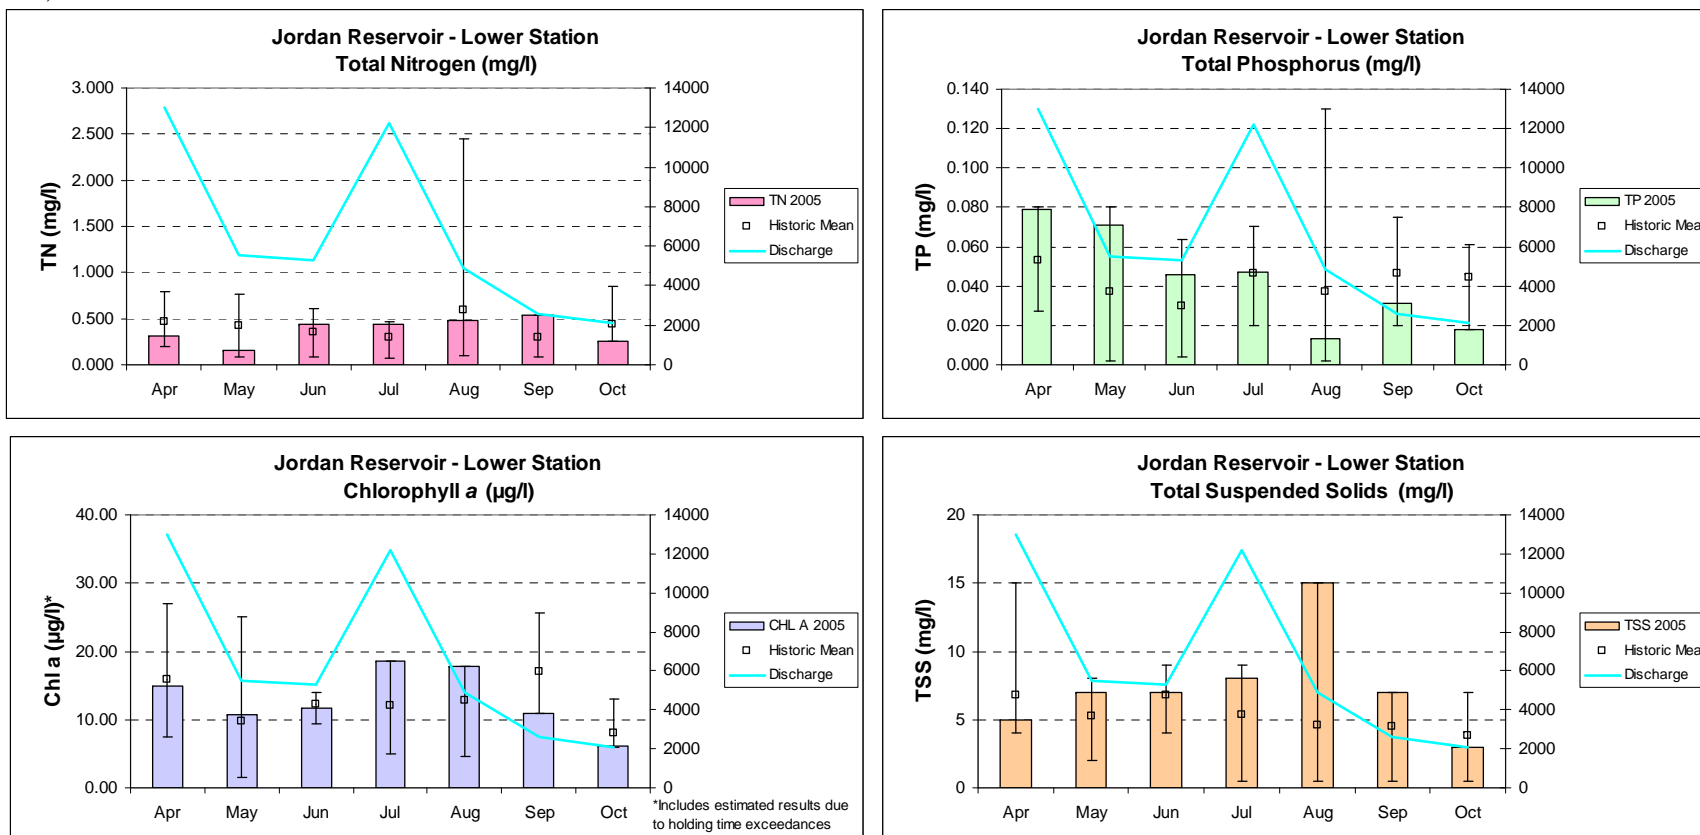 Jordan Reservoir - Lower Station
Total Nitrogen (mg/l)
TN (mg/l)
3.000
2.500
2.000
1.500
1.000
0.500
0.000
14000
12000
10000
8000
6000
4000
2000
0
Apr May Jun Jul Aug Sep Oct
TN 2005
Historic Mean
Discharge
Jordan Reservoir - Lower Station
Total Phosphorus (mg/l)
TP (mg/l)
0.140
0.120
0.100
0.080
0.060
0.040
0.020
0.000
14000
12000
10000
8000
6000
4000
2000
0
Apr May Jun Jul Aug Sep Oct
TP 2005
Historic Mean
Discharge
Jordan Reservoir - Lower Station
Chlorophyll a (µg/l)
Chl a (µg/l)*
40.00
30.00
20.00
10.00
0.00
14000
12000
10000
8000
6000
4000
2000
0
Apr May Jun Jul Aug Sep Oct
CHL A 2005
Historic Mean
Discharge
*Includes estimated results due
to holding time exceedances
Jordan Reservoir - Lower Station
Total Suspended Solids (mg/l)
TSS (mg/l)
20
15
10
5
0
14000
12000
10000
8000
6000
4000
2000
0
Apr May Jun Jul Aug Sep Oct
TSS 2005
Historic Mean
Discharge